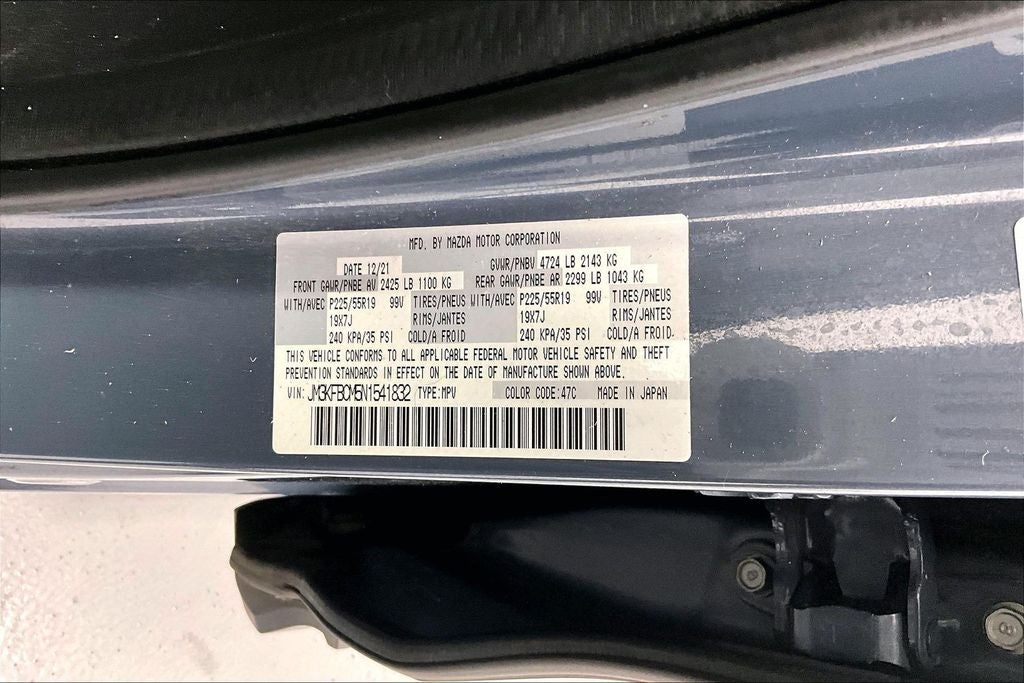 MFD. BY MAZDA MOTOR CORPORATION
DATE 12/21 GVWR/PNBV 4724 LB 2143 KG
FRONT GAWR/PNBE AV 2425 LB 1100 KG REAR GAWR/PNBE AR 2299 LB 1043 KG
WITH/AVEC P225/55R19 99V TIRES/PNEUS WITH/AVEC P225/55R19 99V TIRES/PNEUS
19X7J RIMS/JANTES 19X7J RIMS/JANTES
240 KPA/35 PSI COLD/A FROID 240 KPA/35 PSI COLD/A FROID
THIS VEHICLE CONFORMS TO ALL APPLICABLE FEDERAL MOTOR VEHICLE SAFETY AND THEFT
PREVENTION STANDARDS IN EFFECT ON THE DATE OF MANUFACTURE SHOWN ABOVE.
VIN: JM3KFBCM5N1541832 TYPE:MPV COLOR CODE:47C MADE IN JAPAN
8